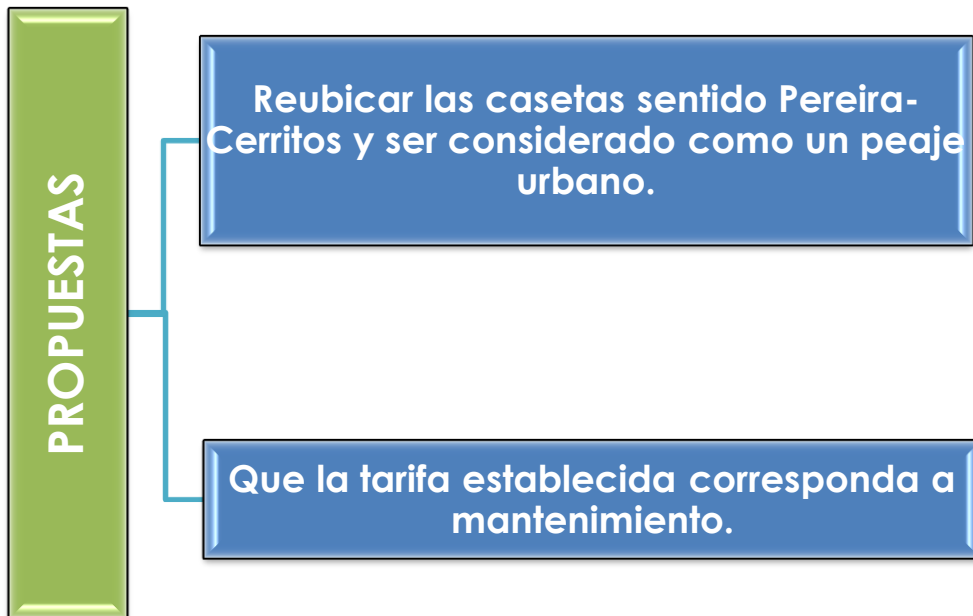 PROPUESTAS
Reubicar las casetas sentido Pereira-
Cerritos y ser considerado como un peaje
urbano.
Que la tarifa establecida corresponda a
mantenimiento.